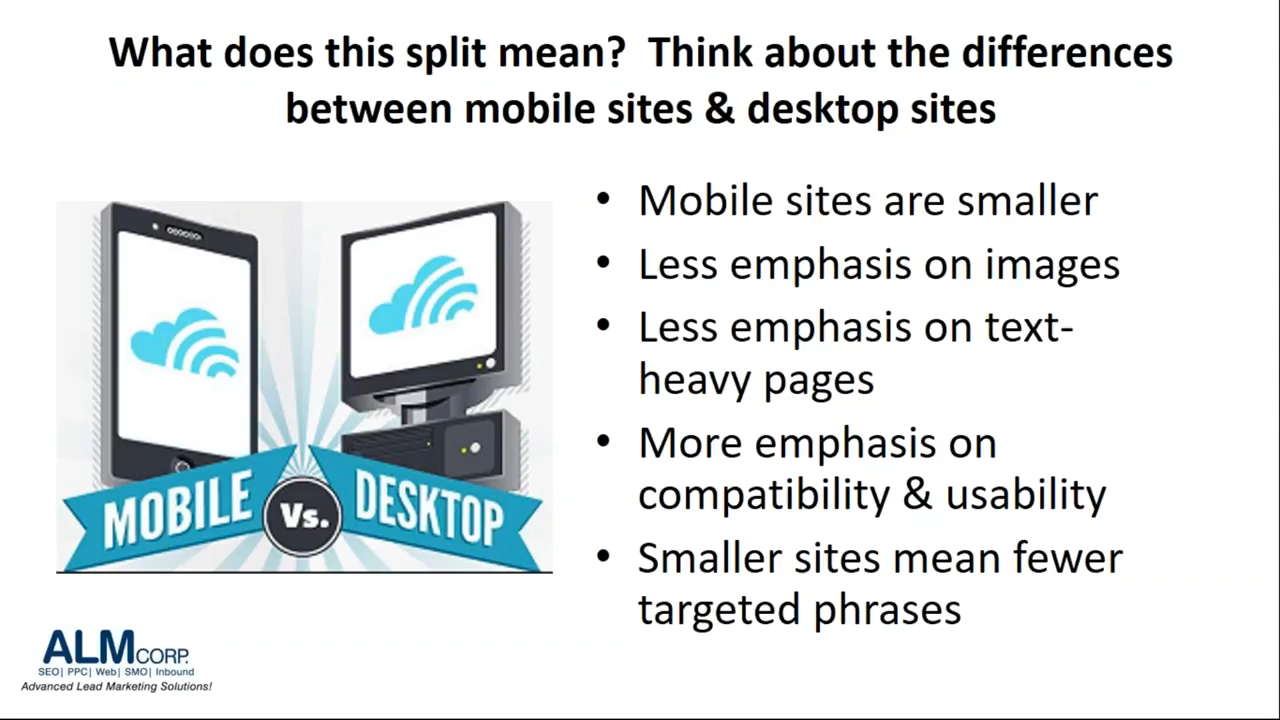 What does this split mean?  Think about the differences
between mobile sites & desktop sites
• Mobile sites are smaller
• Less emphasis on images
• Less emphasis on text-
heavy pages
• More emphasis on
compatibility & usability
• Smaller sites mean fewer
targeted phrases
MOBILE Vs. DESKTOP
ALM CORP.
SEO| PPC| Web| SMO| Inbound
Advanced Lead Marketing Solutions!